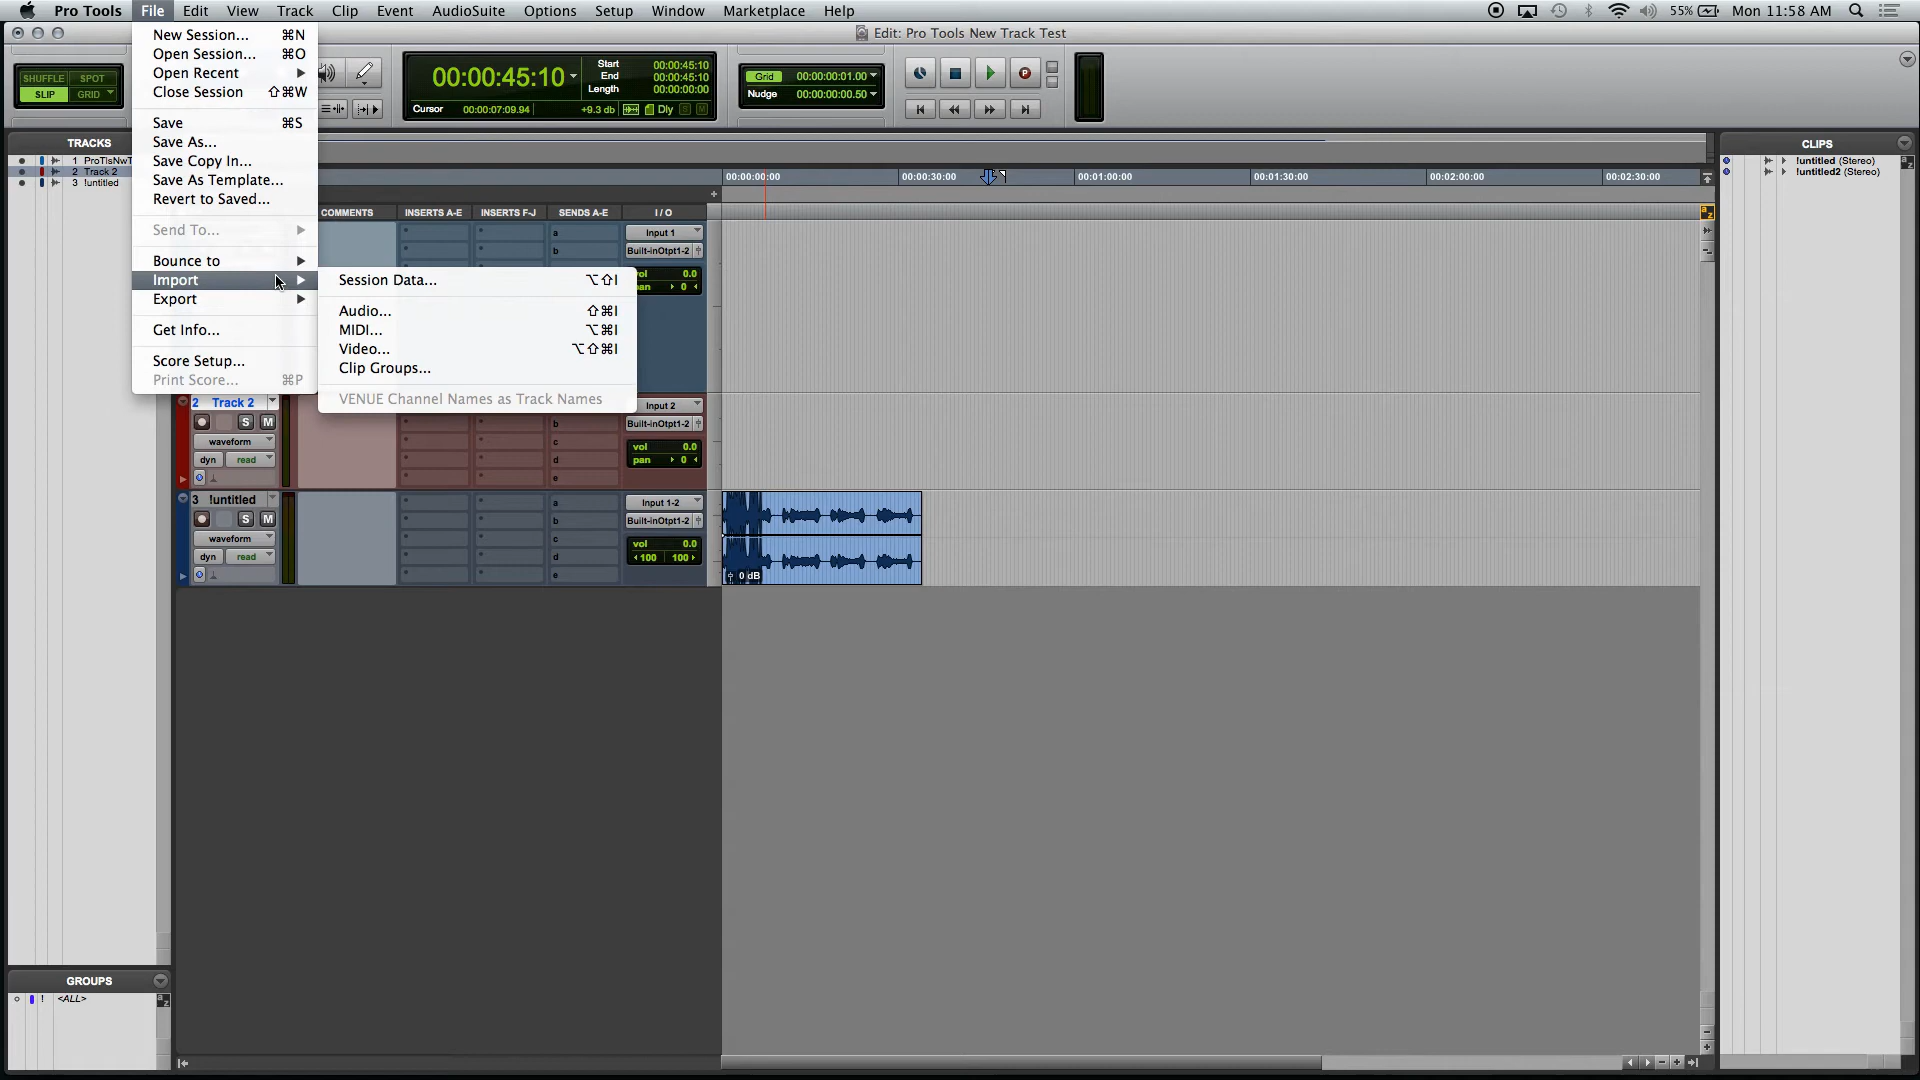 Pro Tools File Edit View Track Clip Event AudioSuite Options Setup Window Marketplace Help 55% Mon 11:58 AM
Edit: Pro Tools New Track Test
New Session... ⌘N
Open Session... ⌘O
Open Recent
Close Session ⇧⌘W
Save ⌘S
Save As...
Save Copy In...
Save As Template...
Revert to Saved...
Send To...
Bounce to
Import
Export
Get Info...
Score Setup...
Print Score... ⌘P
Session Data... ⌥⇧I
Audio... ⇧⌘I
MIDI... ⌥⌘I
Video... ⌥⇧⌘I
Clip Groups...
VENUE Channel Names as Track Names
SHUFFLE SPOT
SLIP GRID
00:00:45:10
Start 00:00:45:10
End 00:00:45:10
Length 00:00:00:00
Cursor 00:00:07:09.94 +9.3 db Dly S M
Grid 00:00:00:01.00
Nudge 00:00:00:00.50
TRACKS
1 ProTlsNwT
2 Track 2
3 !untitled
CLIPS
!untitled (Stereo)
!untitled2 (Stereo)
00:00:00:00 00:00:30:00 00:01:00:00 00:01:30:00 00:02:00:00 00:02:30:00
COMMENTS INSERTS A-E INSERTS F-J SENDS A-E I / O
a Input 1
b Built-inOtpt1-2
vol 0.0
pan 0
2 Track 2 Input 2
S M b Built-inOtpt1-2
waveform c vol 0.0
dyn read d pan 0
e
3 !untitled a Input 1-2
S M b Built-inOtpt1-2
waveform c vol 0.0
dyn read d 100 100
e
0 dB
GROUPS
! <ALL>